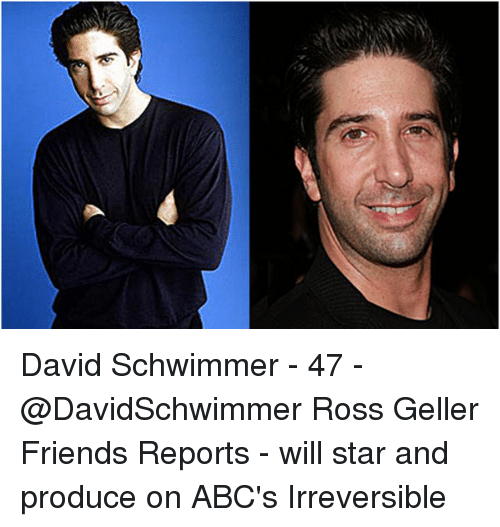 David Schwimmer - 47 -
@DavidSchwimmer Ross Geller
Friends Reports - will star and
produce on ABC's Irreversible